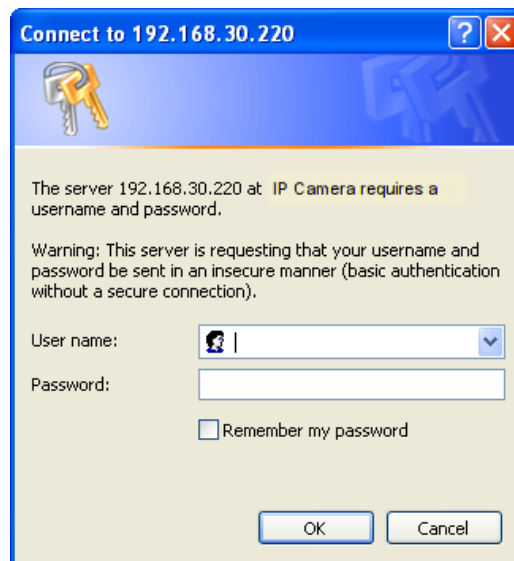 Connect to 192.168.30.220
The server 192.168.30.220 at IP Camera requires a
username and password.
Warning: This server is requesting that your username and
password be sent in an insecure manner (basic authentication
without a secure connection).
User name:
Password:
Remember my password
OK Cancel